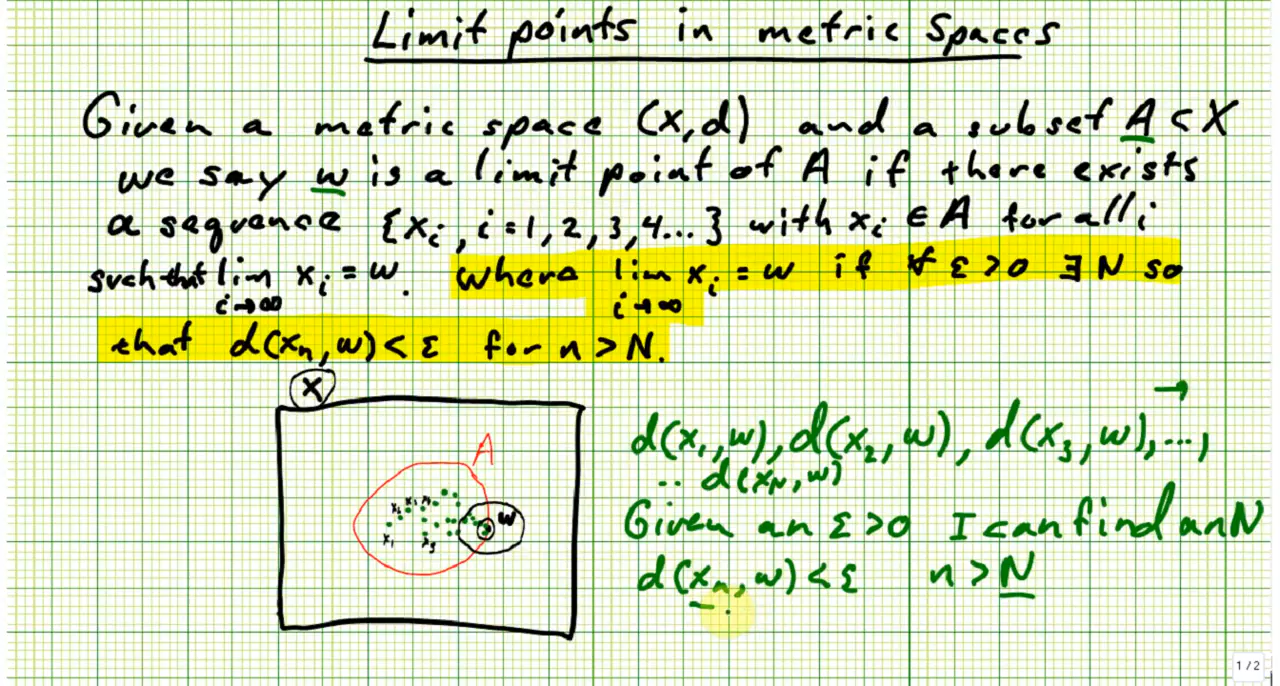 Limit points in metric Spaces
Given a metric space (X,d) and a subset A ⊂ X
we say w is a limit point of A if there exists
a sequence {xᵢ, i=1,2,3,4...} with xᵢ ∈ A for all i
such that lim xᵢ = w. where lim xᵢ = w if ∀ ε>0 ∃ N so
i→∞ i→∞
that d(xₙ,w) < ε for n > N.
X
A
w
x₁
d(x₁,w), d(x₂,w), d(x₃,w),...,
.. d(x_N,w)
Given an ε>0 I can find an N
d(xₙ,w) < ε n > N
1/2